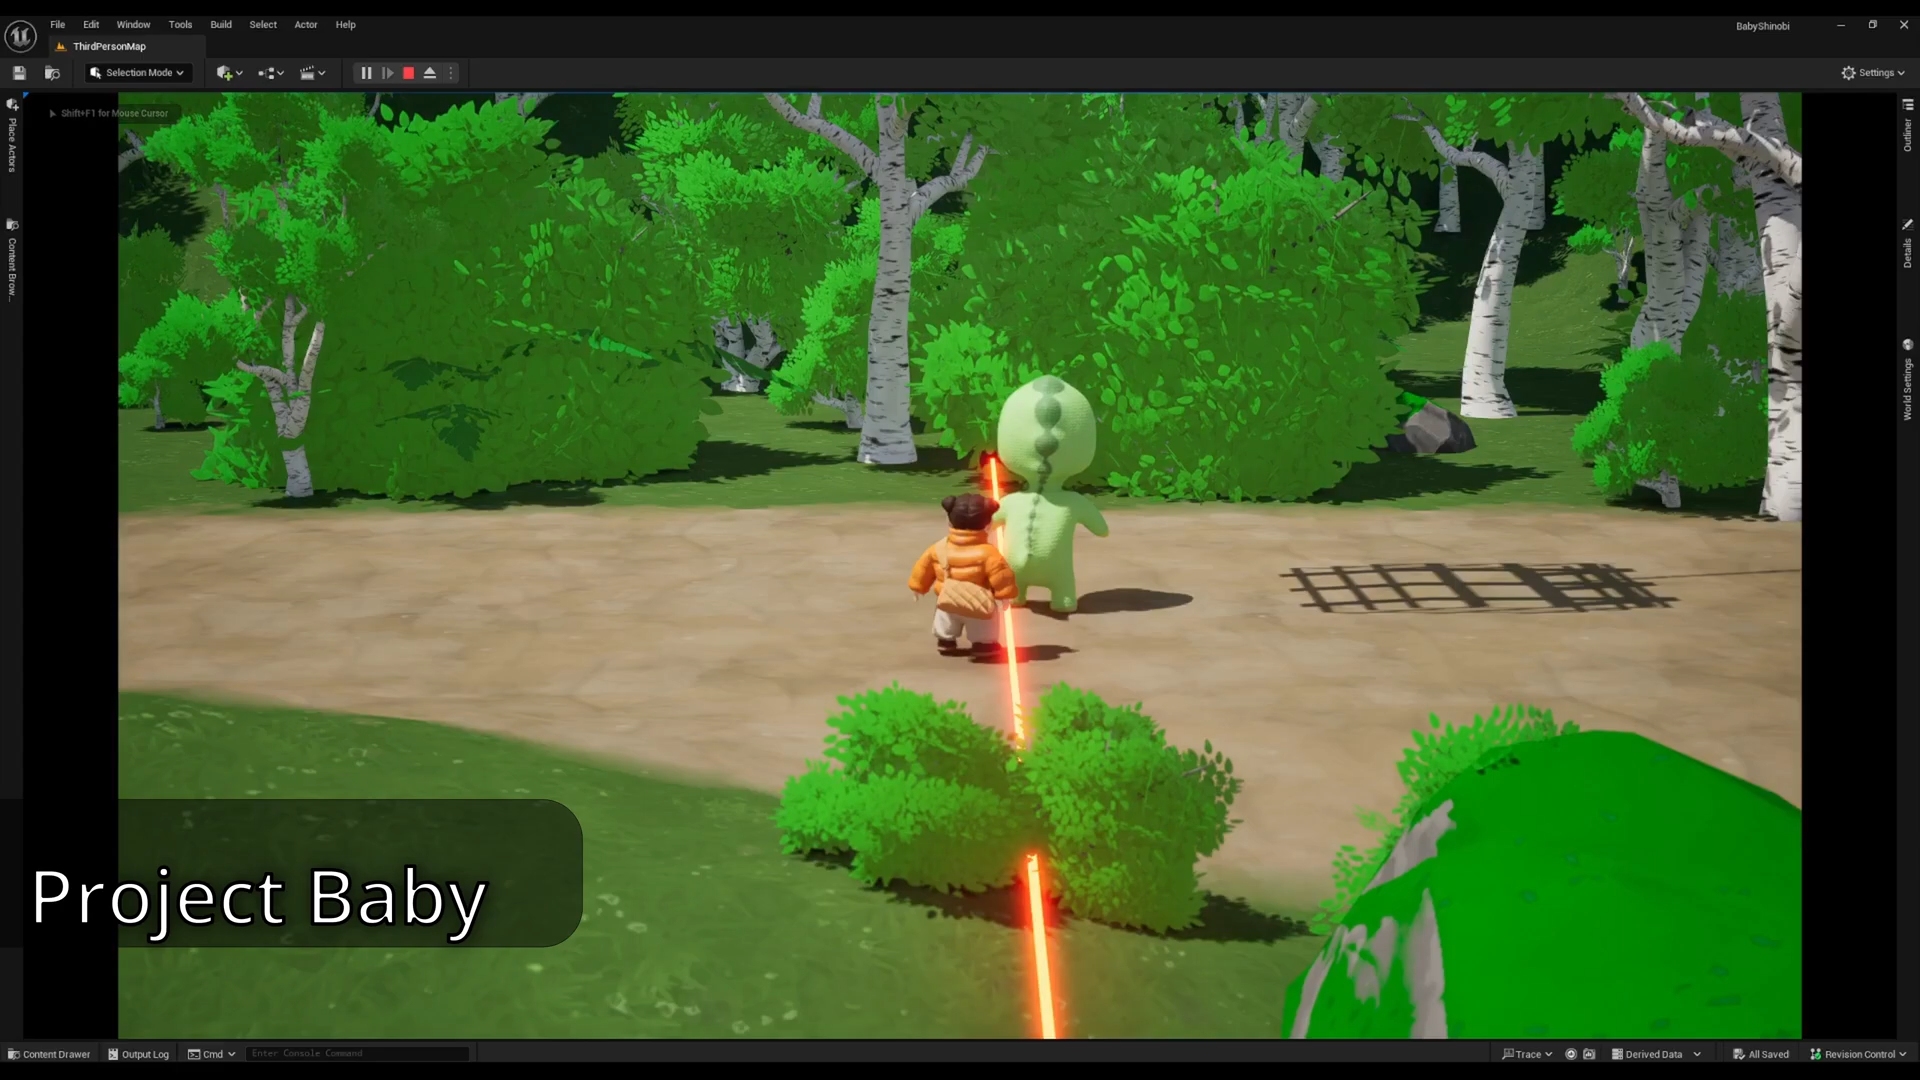 File Edit Window Tools Build Select Actor Help
BabyShinobi
ThirdPersonMap
Selection Mode
Settings
Shift+F1 for Mouse Cursor
Place Actors
Content Brow...
Outliner
Details
World Settings
Project Baby
Content Drawer
Output Log
Cmd
Enter Console Command
Trace
Derived Data
All Saved
Revision Control